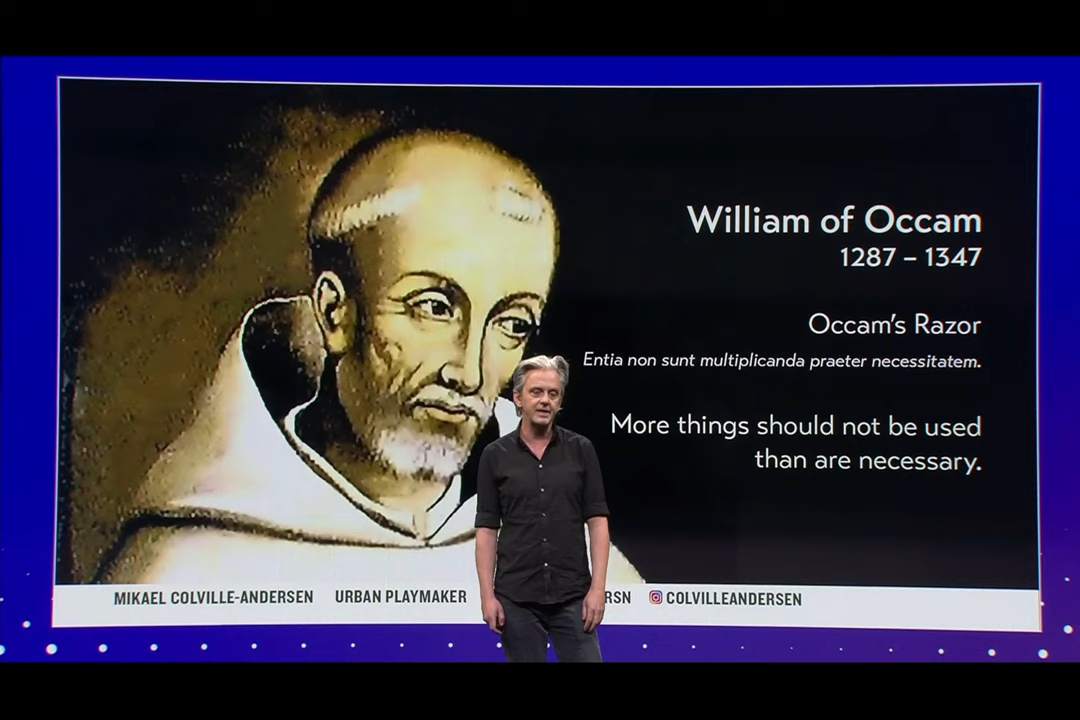 William of Occam
1287 – 1347
Occam's Razor
Entia non sunt multiplicanda praeter necessitatem.
More things should not be used
than are necessary.
MIKAEL COLVILLE-ANDERSEN URBAN PLAYMAKER RSN COLVILLEANDERSEN